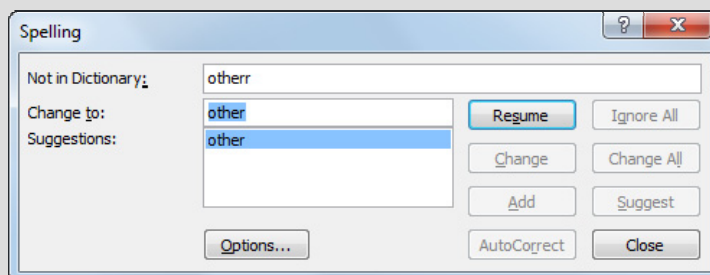 Spelling
? X
Not in Dictionary: otherr
Change to: other
Resume Ignore All
Suggestions: other
Change Change All
Add Suggest
Options... AutoCorrect Close